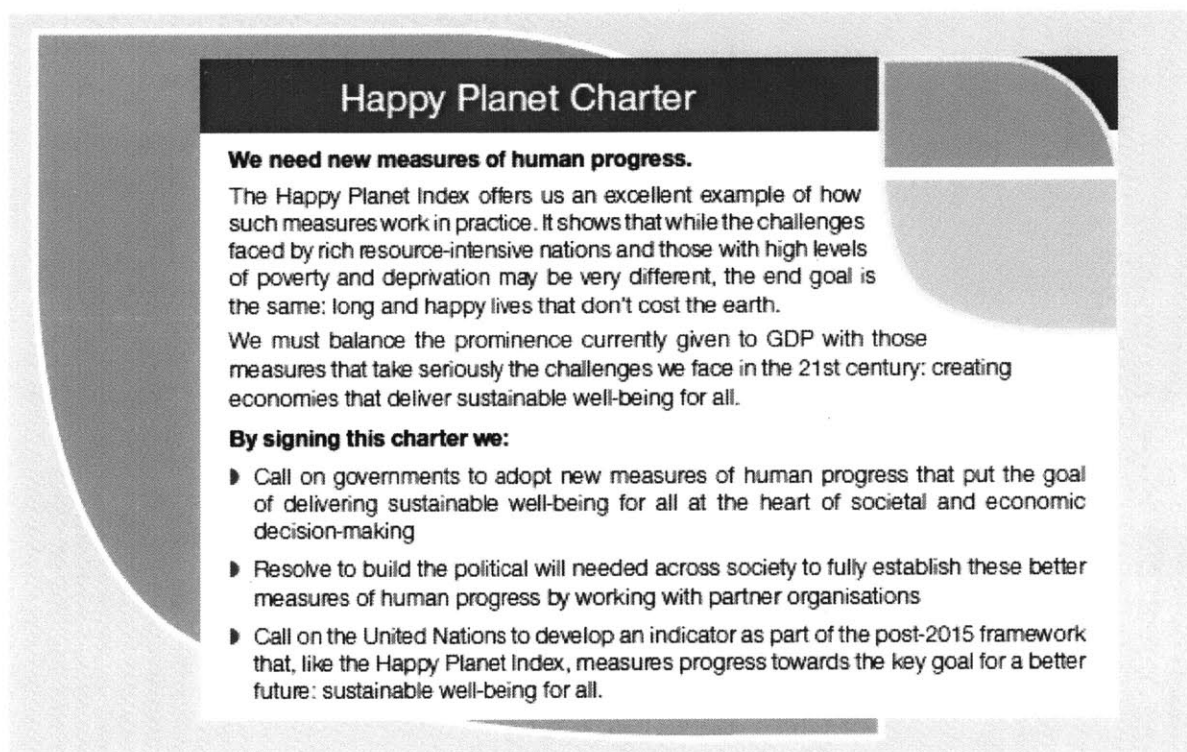 Happy Planet Charter
We need new measures of human progress.
The Happy Planet Index offers us an excellent example of how
such measures work in practice. It shows that while the challenges
faced by rich resource-intensive nations and those with high levels
of poverty and deprivation may be very different, the end goal is
the same: long and happy lives that don't cost the earth.
We must balance the prominence currently given to GDP with those
measures that take seriously the challenges we face in the 21st century: creating
economies that deliver sustainable well-being for all.
By signing this charter we:
Call on governments to adopt new measures of human progress that put the goal
of delivering sustainable well-being for all at the heart of societal and economic
decision-making
Resolve to build the political will needed across society to fully establish these better
measures of human progress by working with partner organisations
Call on the United Nations to develop an indicator as part of the post-2015 framework
that, like the Happy Planet Index, measures progress towards the key goal for a better
future: sustainable well-being for all.